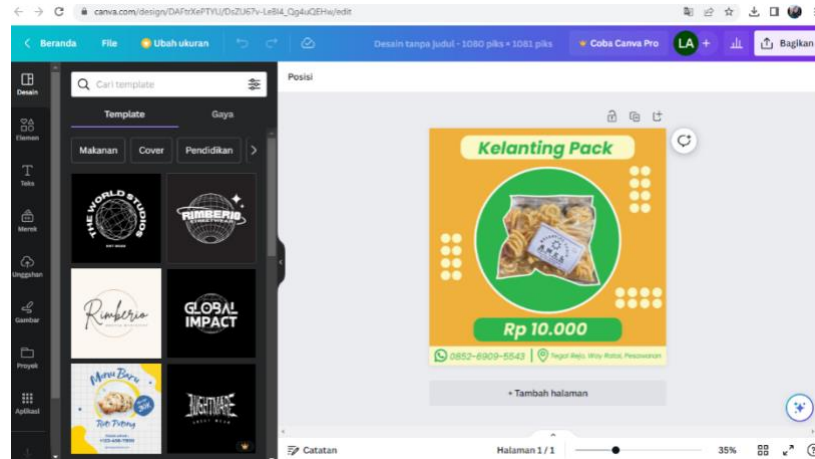 canva.com/design/DAFtrXePTYU/DsZU67v-LeBI4_Qg4uQEHw/edit
Beranda
File
Ubah ukuran
Desain tanpa judul - 1080 piks × 1081 piks
Coba Canva Pro
LA
+
Bagikan
Desain
Elemen
Teks
Merek
Unggahan
Gambar
Proyek
Aplikasi
Cari template
Template
Gaya
Makanan
Cover
Pendidikan
THE WORLD STUDIOS
RIMBERIO
Rimberio
GLOBAL
IMPACT
Menu Baru
NIGHTMARE
Posisi
Kelanting Pack
Rp 10.000
0852-6909-5543
Tegal Rejo, Way Ratai, Pesawaran
+ Tambah halaman
Catatan
Halaman 1 / 1
35%